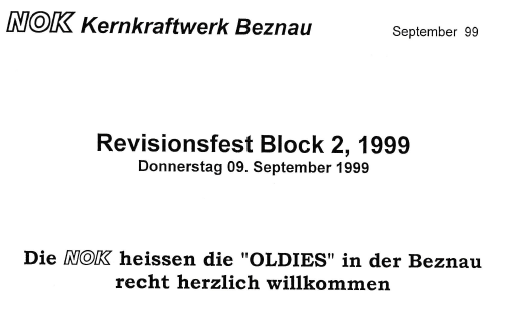 NOK Kernkraftwerk Beznau September 99
Revisionsfest Block 2, 1999
Donnerstag 09. September 1999
Die NOK heissen die "OLDIES" in der Beznau
recht herzlich willkommen